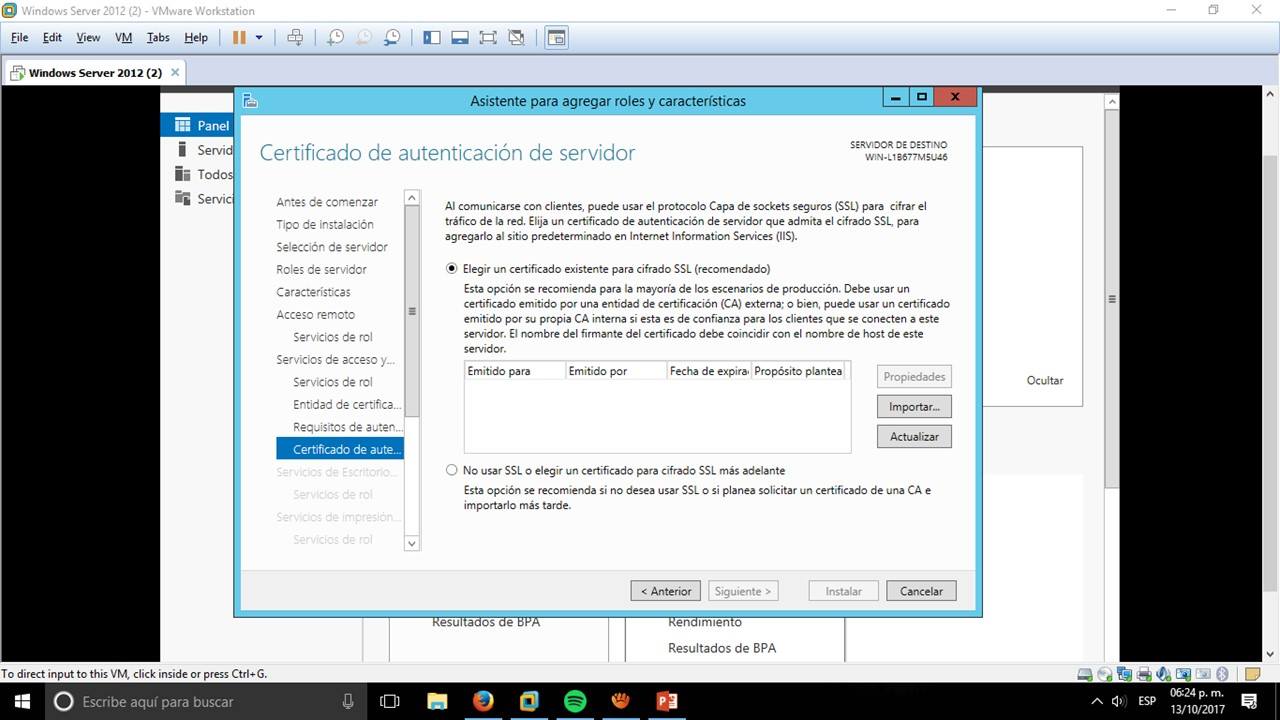 Windows Server 2012 (2) - VMware Workstation
File Edit View VM Tabs Help
Windows Server 2012 (2)
Asistente para agregar roles y características
Panel
Servid
Todos
Servici
Certificado de autenticación de servidor
SERVIDOR DE DESTINO
WIN-L1B677M5U46
Antes de comenzar
Tipo de instalación
Selección de servidor
Roles de servidor
Características
Acceso remoto
Servicios de rol
Servicios de acceso y...
Servicios de rol
Entidad de certifica...
Requisitos de auten...
Certificado de aute...
Servicios de Escritorio...
Servicios de rol
Servicios de impresión...
Servicios de rol
Al comunicarse con clientes, puede usar el protocolo Capa de sockets seguros (SSL) para cifrar el
tráfico de la red. Elija un certificado de autenticación de servidor que admita el cifrado SSL, para
agregarlo al sitio predeterminado en Internet Information Services (IIS).
Elegir un certificado existente para cifrado SSL (recomendado)
Esta opción se recomienda para la mayoría de los escenarios de producción. Debe usar un
certificado emitido por una entidad de certificación (CA) externa; o bien, puede usar un certificado
emitido por su propia CA interna si esta es de confianza para los clientes que se conecten a este
servidor. El nombre del firmante del certificado debe coincidir con el nombre de host de este
servidor.
Emitido para Emitido por Fecha de expira Propósito plantea
Propiedades
Importar...
Actualizar
No usar SSL o elegir un certificado para cifrado SSL más adelante
Esta opción se recomienda si no desea usar SSL o si planea solicitar un certificado de una CA e
importarlo más tarde.
Ocultar
< Anterior Siguiente > Instalar Cancelar
Resultados de BPA
Rendimiento
Resultados de BPA
To direct input to this VM, click inside or press Ctrl+G.
Escribe aquí para buscar
ESP
06:24 p. m.
13/10/2017